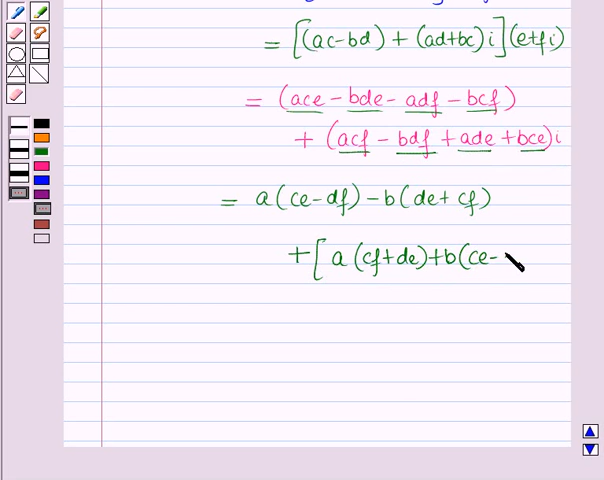 = [(ac-bd) + (ad+bc) i] (e+fi)
= (ace - bde - adf - bcf)
+ (acf - bdf + ade + bce)i
= a(ce-df) - b(de+cf)
+ [a (cf+de) + b(ce-